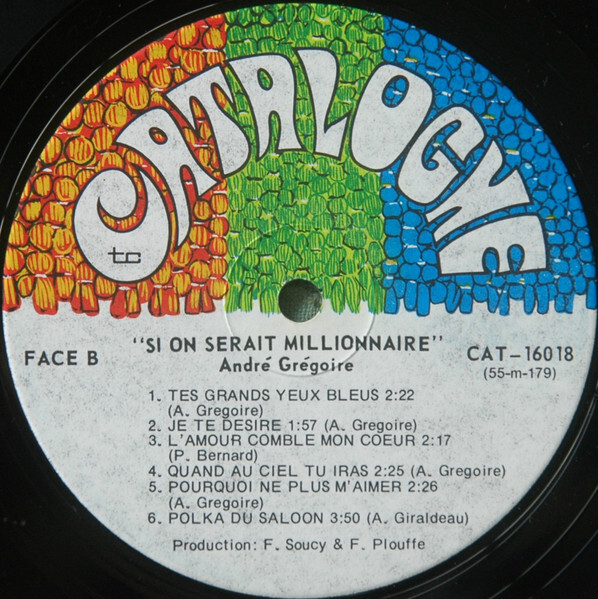 CATALOGNE
tc
FACE B
"SI ON SERAIT MILLIONNAIRE"
André Grégoire
CAT-16018
(55-m-179)
1. TES GRANDS YEUX BLEUS 2:22
(A. Gregoire)
2. JE TE DESIRE 1:57 (A. Gregoire)
3. L'AMOUR COMBLE MON COEUR 2:17
(P. Bernard)
4. QUAND AU CIEL TU IRAS 2:25 (A. Gregoire)
5. POURQUOI NE PLUS M'AIMER 2:26
(A. Gregoire)
6. POLKA DU SALOON 3:50 (A. Giraldeau)
Production: F. Soucy & F. Plouffe